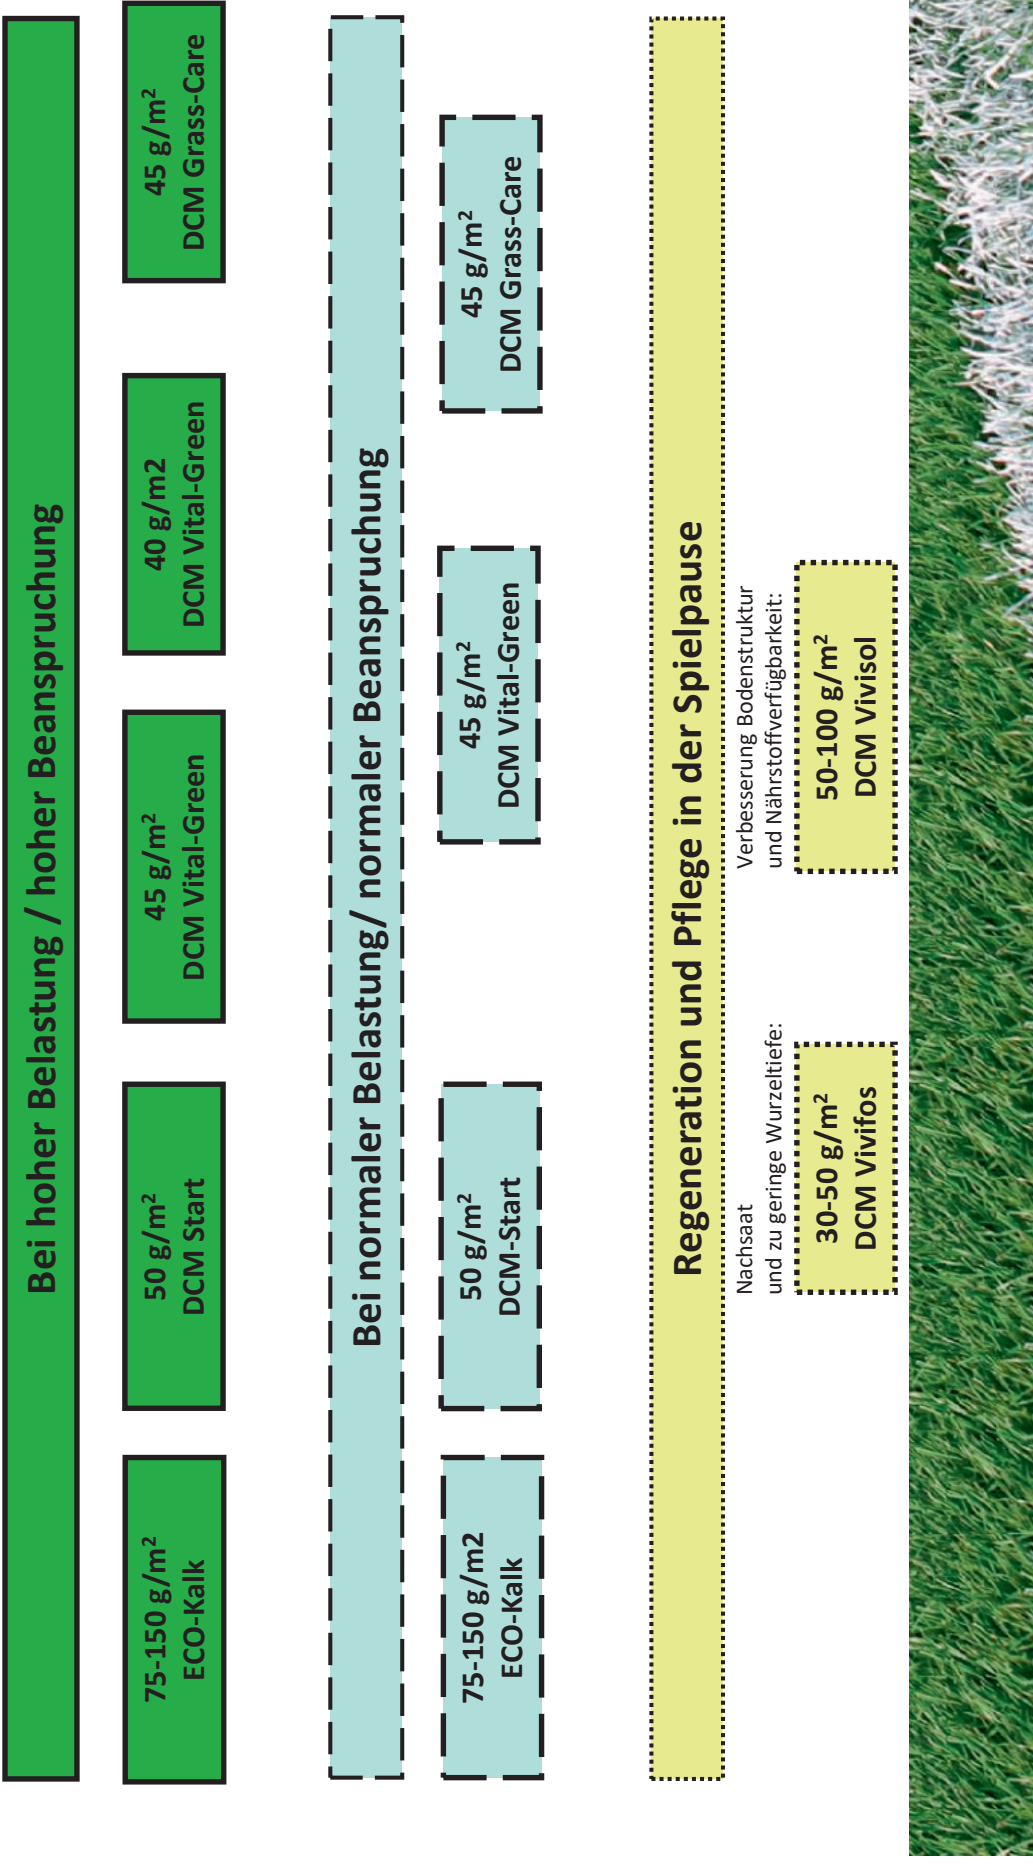 Bei hoher Belastung / hoher Beanspruchung
75-150 g/m²
ECO-Kalk
50 g/m²
DCM Start
45 g/m²
DCM Vital-Green
40 g/m2
DCM Vital-Green
45 g/m²
DCM Grass-Care
Bei normaler Belastung/ normaler Beanspruchung
75-150 g/m2
ECO-Kalk
50 g/m²
DCM-Start
45 g/m²
DCM Vital-Green
45 g/m²
DCM Grass-Care
Regeneration und Pflege in der Spielpause
Nachsaat
und zu geringe Wurzeltiefe:
30-50 g/m²
DCM Vivifos
Verbesserung Bodenstruktur
und Nährstoffverfügbarkeit:
50-100 g/m²
DCM Vivisol